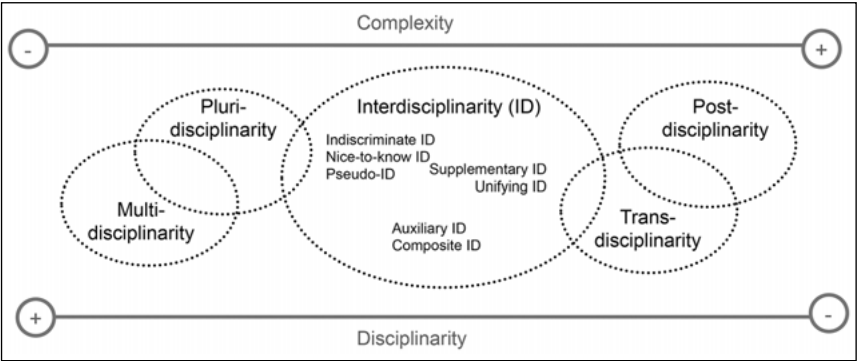 Complexity
- +
Pluri-
disciplinarity
Multi-
disciplinarity
Interdisciplinarity (ID)
Indiscriminate ID
Nice-to-know ID
Pseudo-ID
Supplementary ID
Unifying ID
Auxiliary ID
Composite ID
Post-
disciplinarity
Trans-
disciplinarity
+ -
Disciplinarity